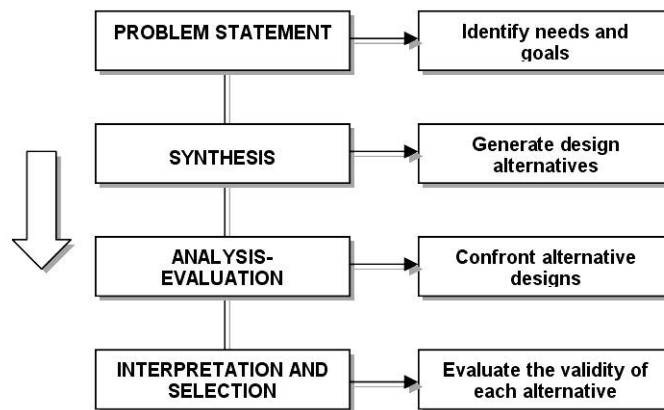 PROBLEM STATEMENT
Identify needs and
goals
SYNTHESIS
Generate design
alternatives
ANALYSIS-
EVALUATION
Confront alternative
designs
INTERPRETATION AND
SELECTION
Evaluate the validity of
each alternative